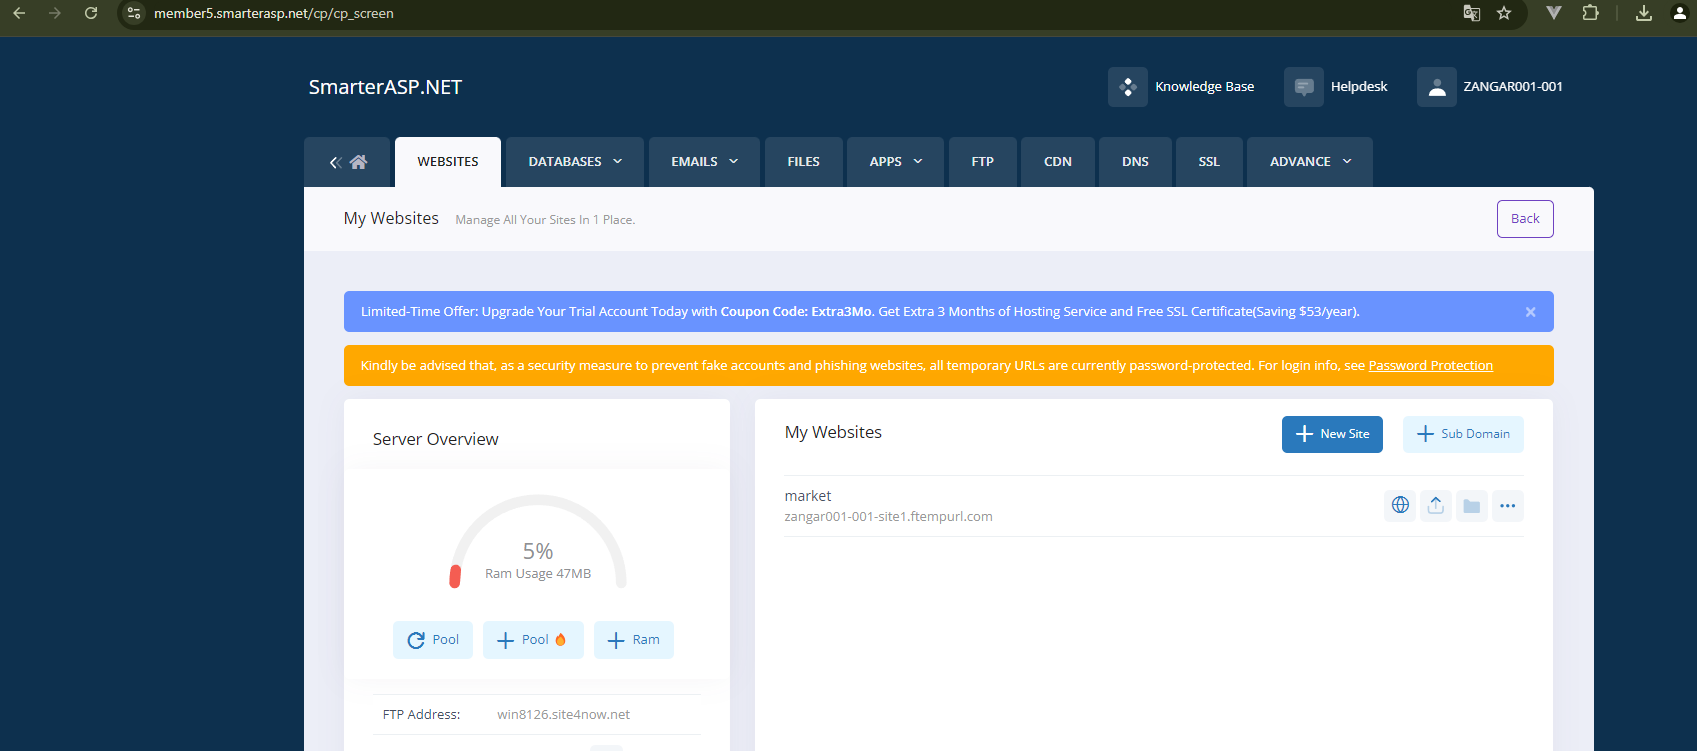 member5.smarterasp.net/cp/cp_screen
SmarterASP.NET
Knowledge Base
Helpdesk
ZANGAR001-001
WEBSITES
DATABASES
EMAILS
FILES
APPS
FTP
CDN
DNS
SSL
ADVANCE
My Websites Manage All Your Sites In 1 Place.
Back
Limited-Time Offer: Upgrade Your Trial Account Today with Coupon Code: Extra3Mo. Get Extra 3 Months of Hosting Service and Free SSL Certificate(Saving $53/year).
Kindly be advised that, as a security measure to prevent fake accounts and phishing websites, all temporary URLs are currently password-protected. For login info, see Password Protection
Server Overview
5%
Ram Usage 47MB
Pool
Pool
Ram
FTP Address: win8126.site4now.net
My Websites
New Site
Sub Domain
market
zangar001-001-site1.ftempurl.com